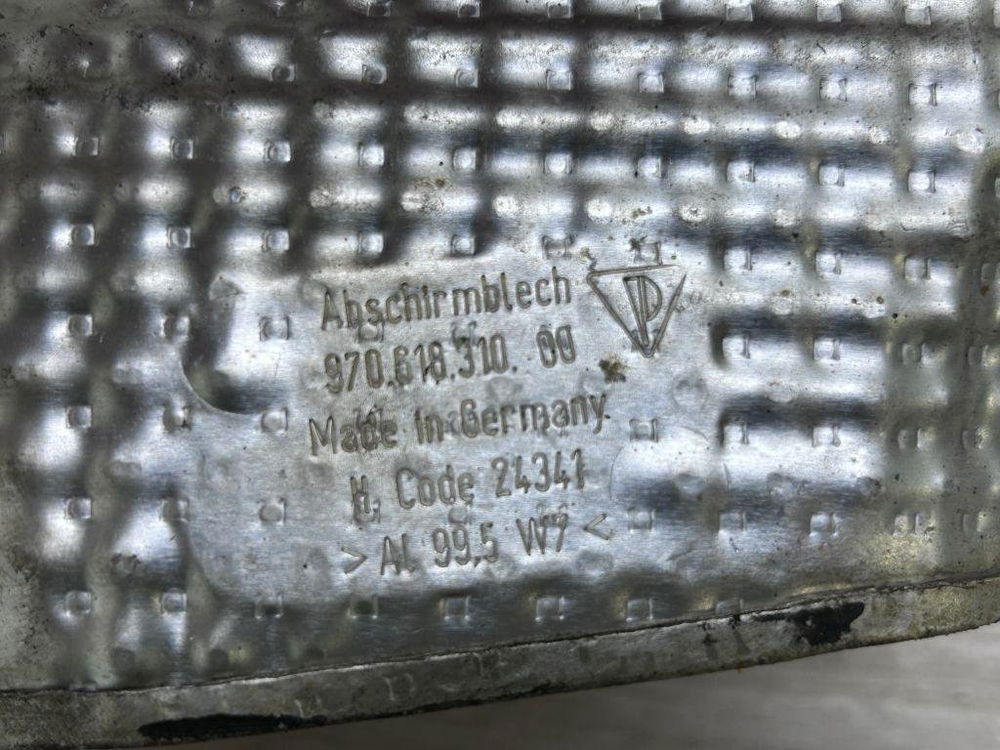 Abschirmblech
970.618.310. 00
Made in Germany
H. Code 24341
> AL 99,5 W7 <